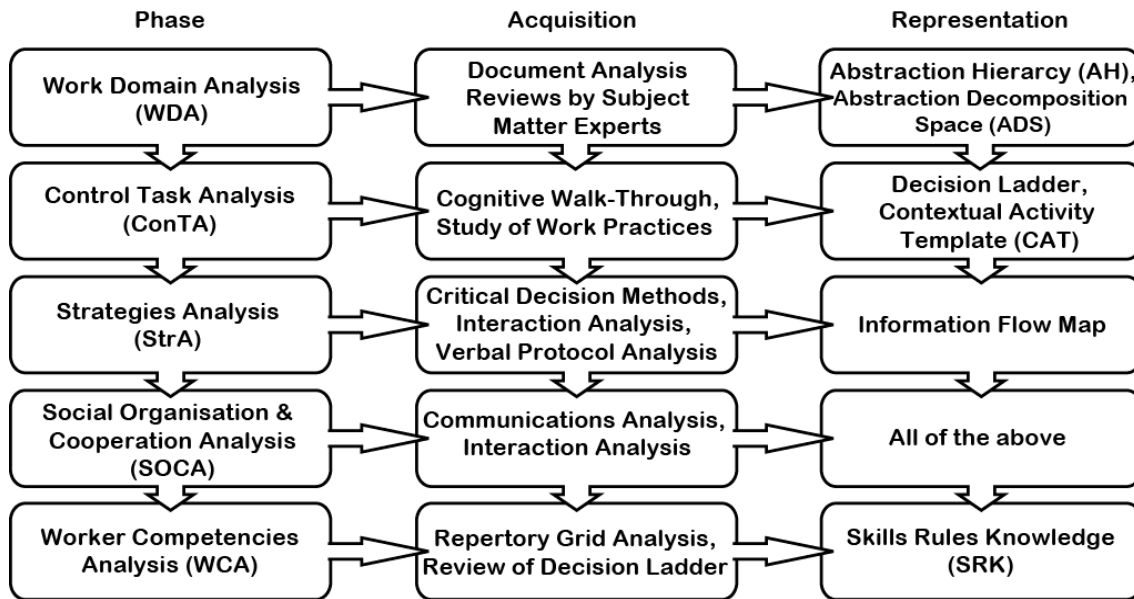 Phase
Acquisition
Representation
Work Domain Analysis
(WDA)
Document Analysis
Reviews by Subject
Matter Experts
Abstraction Hierarcy (AH),
Abstraction Decomposition
Space (ADS)
Control Task Analysis
(ConTA)
Cognitive Walk-Through,
Study of Work Practices
Decision Ladder,
Contextual Activity
Template (CAT)
Strategies Analysis
(StrA)
Critical Decision Methods,
Interaction Analysis,
Verbal Protocol Analysis
Information Flow Map
Social Organisation &
Cooperation Analysis
(SOCA)
Communications Analysis,
Interaction Analysis
All of the above
Worker Competencies
Analysis (WCA)
Repertory Grid Analysis,
Review of Decision Ladder
Skills Rules Knowledge
(SRK)